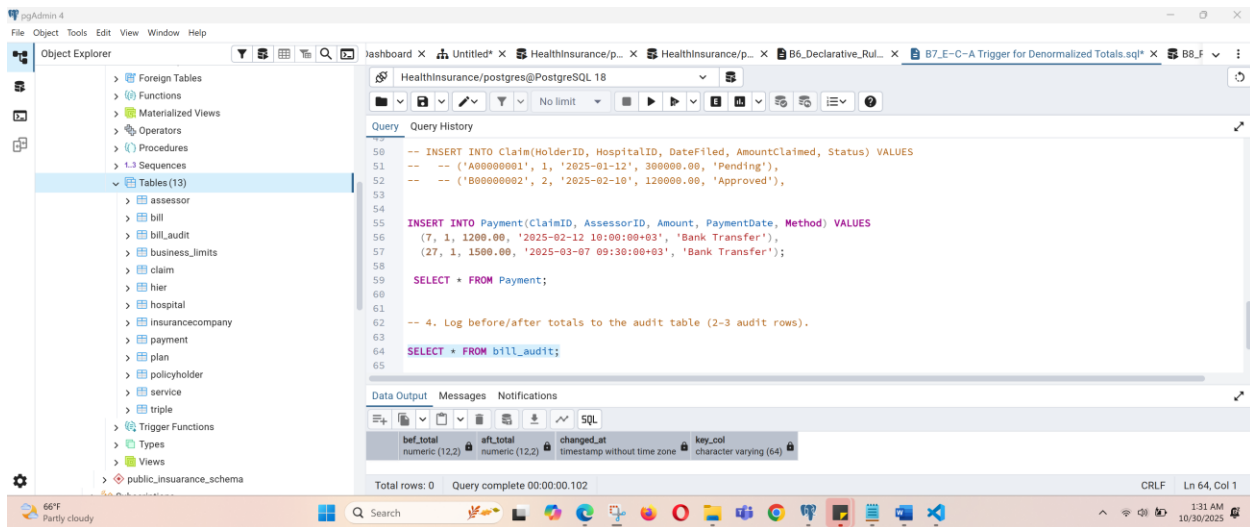 pgAdmin 4
File Object Tools Edit View Window Help
Object Explorer
Dashboard Untitled* HealthInsurance/p... HealthInsurance/p... B6_Declarative_Rul... B7_E-C-A Trigger for Denormalized Totals.sql* B8_F
HealthInsurance/postgres@PostgreSQL 18
No limit
Query Query History
Foreign Tables
Functions
Materialized Views
Operators
Procedures
1..3 Sequences
Tables (13)
assessor
bill
bill_audit
business_limits
claim
hier
hospital
insurancecompany
payment
plan
policyholder
service
triple
Trigger Functions
Types
Views
public_insuarance_schema
49
50 -- INSERT INTO Claim(HolderID, HospitalID, DateFiled, AmountClaimed, Status) VALUES
51 -- -- ('A00000001', 1, '2025-01-12', 300000.00, 'Pending'),
52 -- -- ('B00000002', 2, '2025-02-10', 120000.00, 'Approved'),
53
54
55 INSERT INTO Payment(ClaimID, AssessorID, Amount, PaymentDate, Method) VALUES
56 (7, 1, 1200.00, '2025-02-12 10:00:00+03', 'Bank Transfer'),
57 (27, 1, 1500.00, '2025-03-07 09:30:00+03', 'Bank Transfer');
58
59 SELECT * FROM Payment;
60
61
62 -- 4. Log before/after totals to the audit table (2-3 audit rows).
63
64 SELECT * FROM bill_audit;
65
Data Output Messages Notifications
SQL
bef_total aft_total changed_at key_col
numeric (12,2) numeric (12,2) timestamp without time zone character varying (64)
Total rows: 0 Query complete 00:00:00.102 CRLF Ln 64, Col 1
66°F
Partly cloudy
Search
1:31 AM
10/30/2025